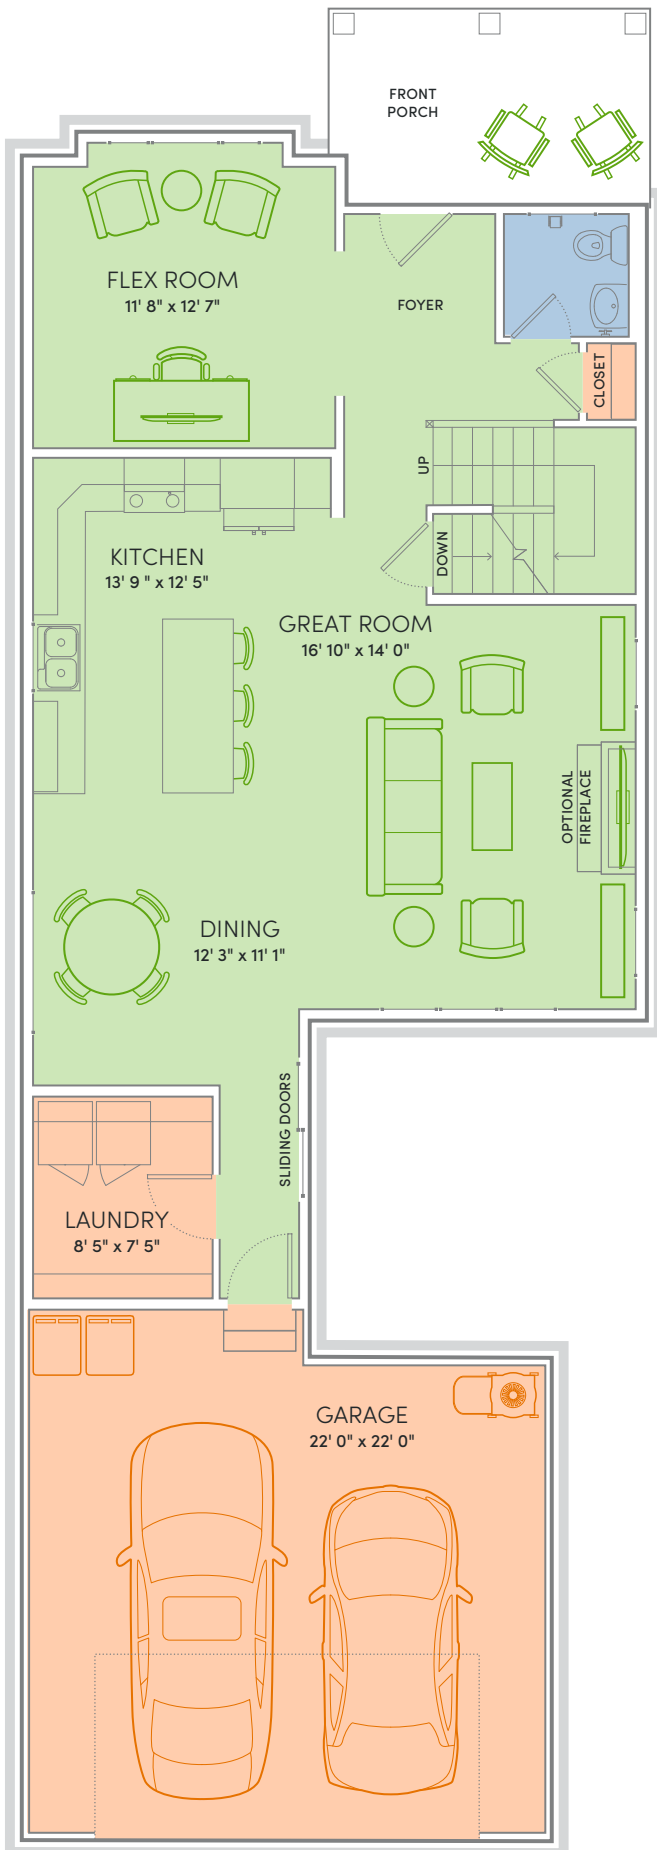 FRONT
PORCH
FLEX ROOM
11' 8" x 12' 7"
FOYER
CLOSET
UP
DOWN
KITCHEN
13' 9 " x 12' 5"
GREAT ROOM
16' 10" x 14' 0"
OPTIONAL
FIREPLACE
DINING
12' 3" x 11' 1"
SLIDING DOORS
LAUNDRY
8' 5" x 7' 5"
GARAGE
22' 0" x 22' 0"